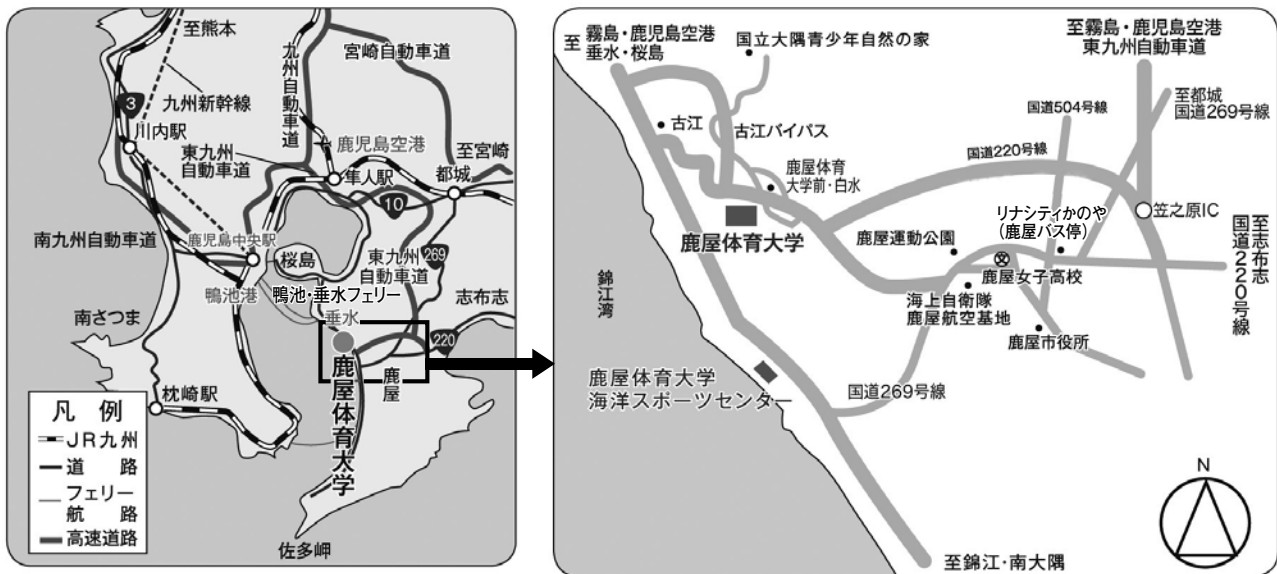 至熊本
九州自動車道
宮崎自動車道
3
九州新幹線
川内駅
鹿児島空港
東九州
自動車道
至宮崎
隼人駅
都城
10
南九州自動車道
鹿児島中央駅
桜島
東九州
自動車道
269
鴨池港
鴨池・垂水フェリー
志布志
南さつま
垂水
220
鹿屋
鹿屋体育大学
枕崎駅
凡 例
JR九州
道 路
フェリー
航 路
高速道路
佐多岬
至 霧島・鹿児島空港
垂水・桜島
国立大隅青少年自然の家
至霧島・鹿児島空港
東九州自動車道
古江
古江バイパス
国道504号線
至都城
国道269号線
鹿屋体育
大学前・白水
国道220号線
鹿屋体育大学
リナシティかのや
(鹿屋バス停)
笠之原IC
鹿屋運動公園
文
鹿屋女子高校
至志布志
国道220号線
錦江湾
海上自衛隊
鹿屋航空基地
鹿屋市役所
鹿屋体育大学
海洋スポーツセンター
国道269号線
N
至錦江・南大隅